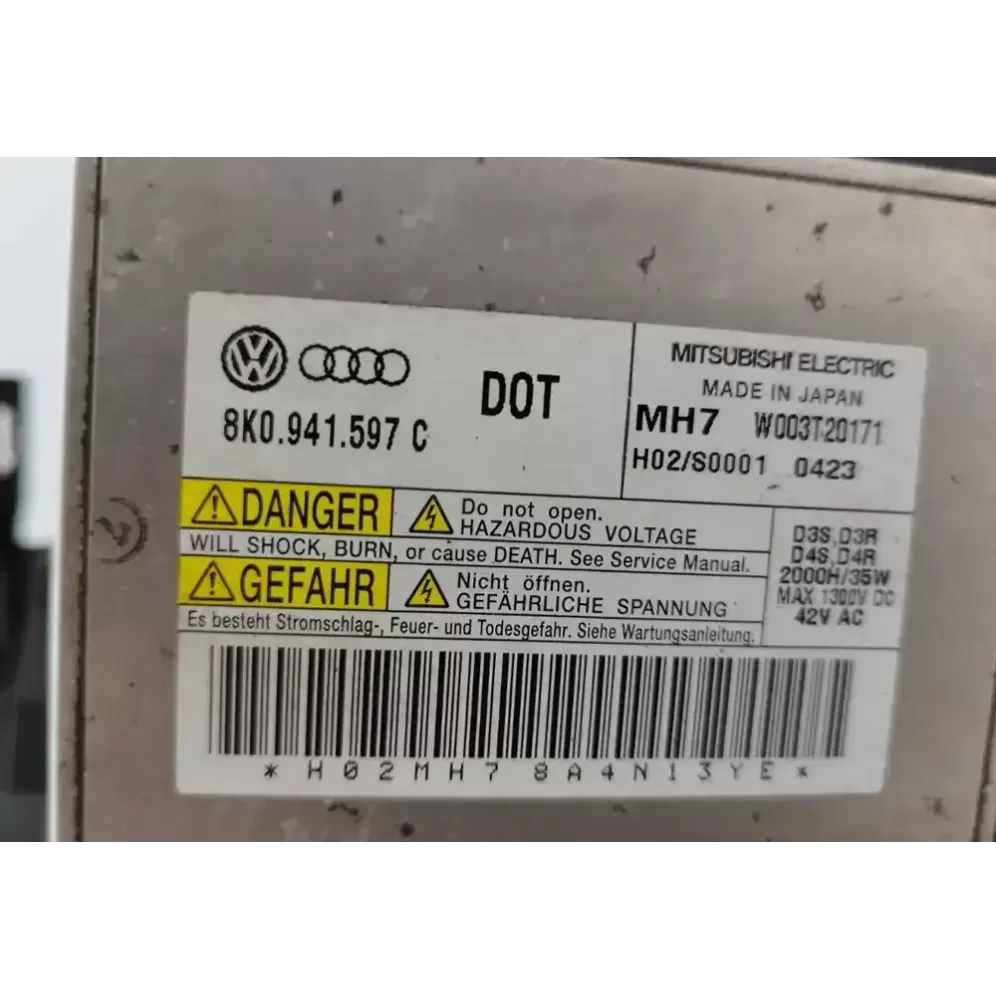 8K0.941.597 C
DOT
MITSUBISHI ELECTRIC
MADE IN JAPAN
MH7 W003T20171
H02/S0001 0423
DANGER
Do not open.
HAZARDOUS VOLTAGE
WILL SHOCK, BURN, or cause DEATH. See Service Manual.
GEFAHR
Nicht öffnen.
GEFÄHRLICHE SPANNUNG
Es besteht Stromschlag-, Feuer- und Todesgefahr. Siehe Wartungsanleitung.
D3S,D3R
D4S,D4R
2000H/35W
MAX 1300V DC
42V AC
*H02MH78A4N13YE*